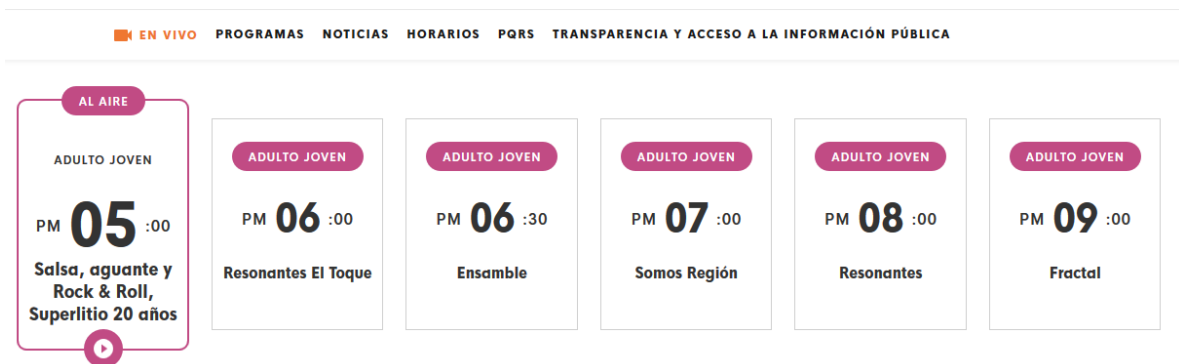 EN VIVO PROGRAMAS NOTICIAS HORARIOS PQRS TRANSPARENCIA Y ACCESO A LA INFORMACIÓN PÚBLICA
AL AIRE
ADULTO JOVEN
PM 05 :00
Salsa, aguante y
Rock & Roll,
Superlitio 20 años
ADULTO JOVEN
PM 06 :00
Resonantes El Toque
ADULTO JOVEN
PM 06 :30
Ensamble
ADULTO JOVEN
PM 07 :00
Somos Región
ADULTO JOVEN
PM 08 :00
Resonantes
ADULTO JOVEN
PM 09 :00
Fractal